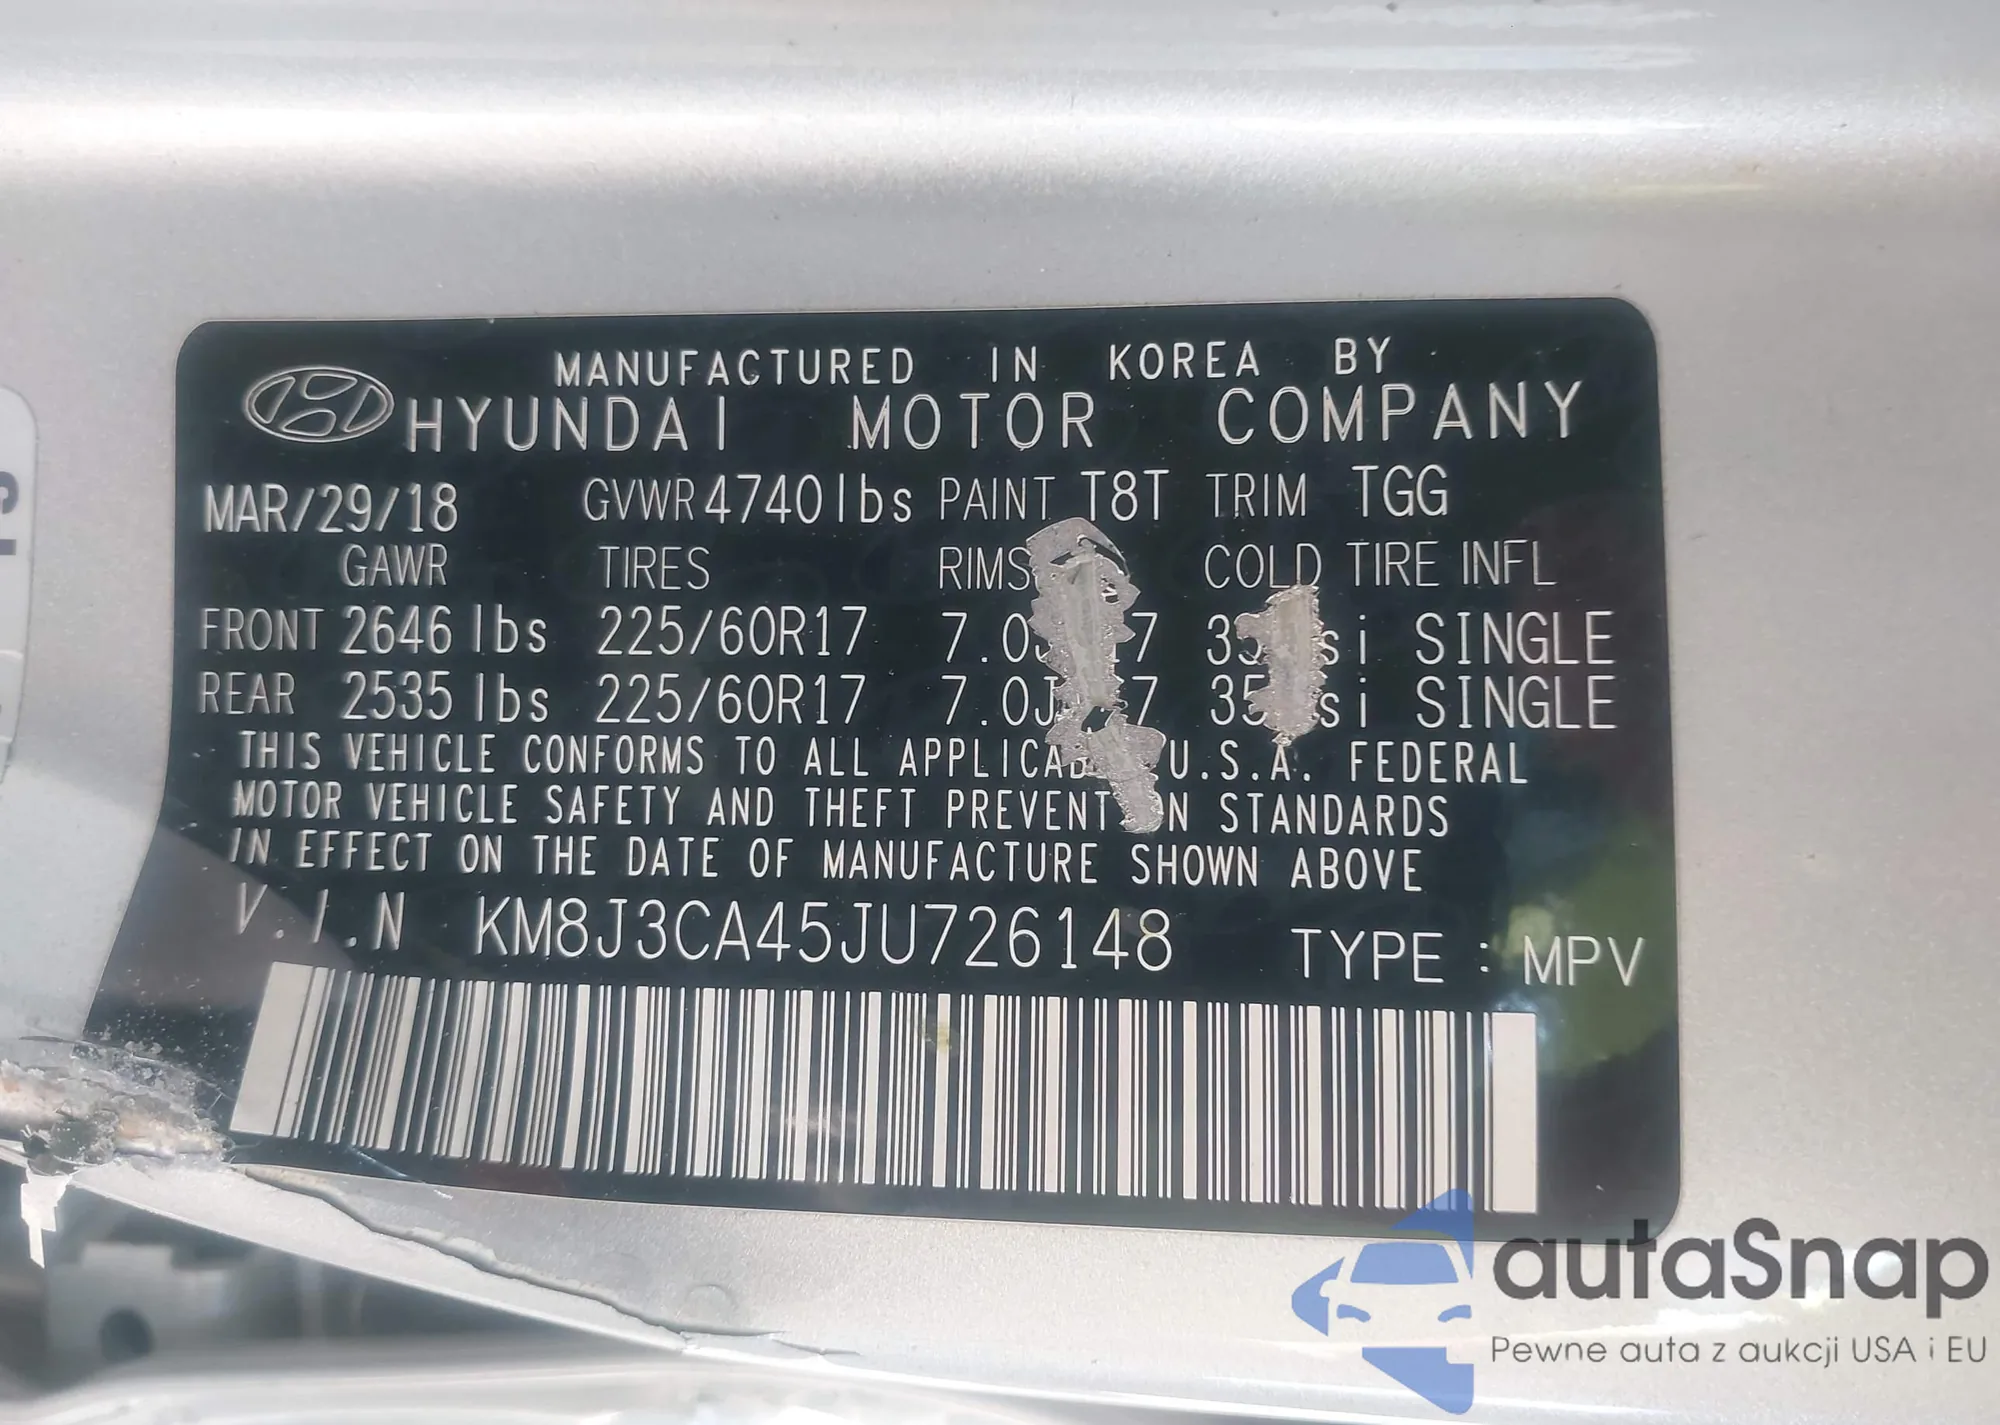 MANUFACTURED IN KOREA BY
HYUNDAI MOTOR COMPANY
MAR/29/18 GVWR 4740lbs PAINT T8T TRIM TGG
GAWR TIRES RIMS COLD TIRE INFL
FRONT 2646 lbs 225/60R17 SINGLE
REAR 2535 lbs 225/60R17 SINGLE
THIS VEHICLE CONFORMS TO ALL U.S.A. FEDERAL
MOTOR VEHICLE SAFETY AND THEFT STANDARDS
IN EFFECT ON THE DATE OF MANUFACTURE SHOWN ABOVE
V.I.N KM8J3CA45JU726148 TYPE : MPV
autaSnap
Pewne auta z aukcji USA i EU